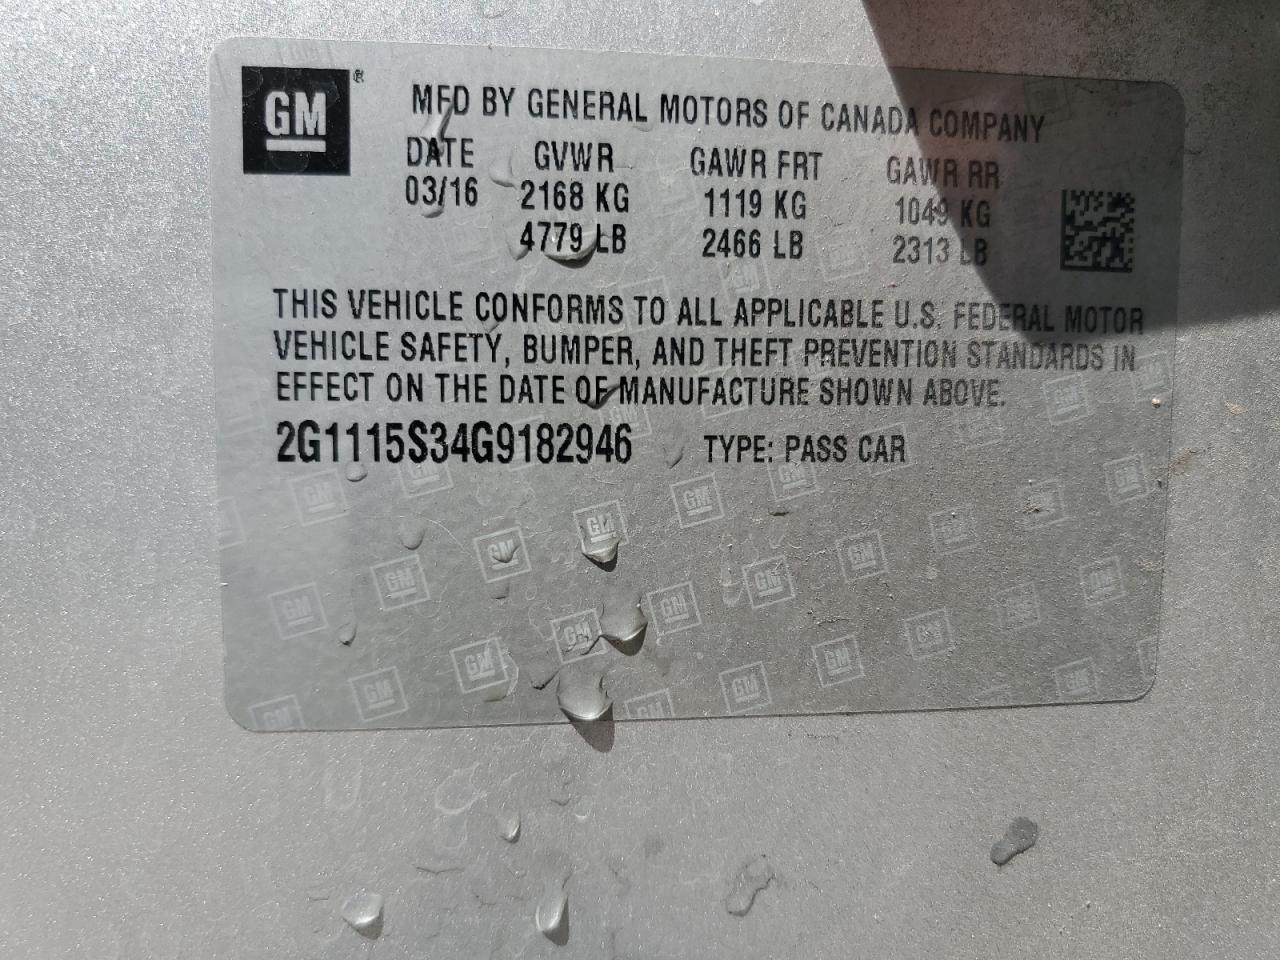 GM ®
MFD BY GENERAL MOTORS OF CANADA COMPANY
DATE GVWR GAWR FRT GAWR RR
03/16 2168 KG 1119 KG 1049 KG
4779 LB 2466 LB 2313 LB
THIS VEHICLE CONFORMS TO ALL APPLICABLE U.S. FEDERAL MOTOR
VEHICLE SAFETY, BUMPER, AND THEFT PREVENTION STANDARDS IN
EFFECT ON THE DATE OF MANUFACTURE SHOWN ABOVE.
2G1115S34G9182946 TYPE: PASS CAR